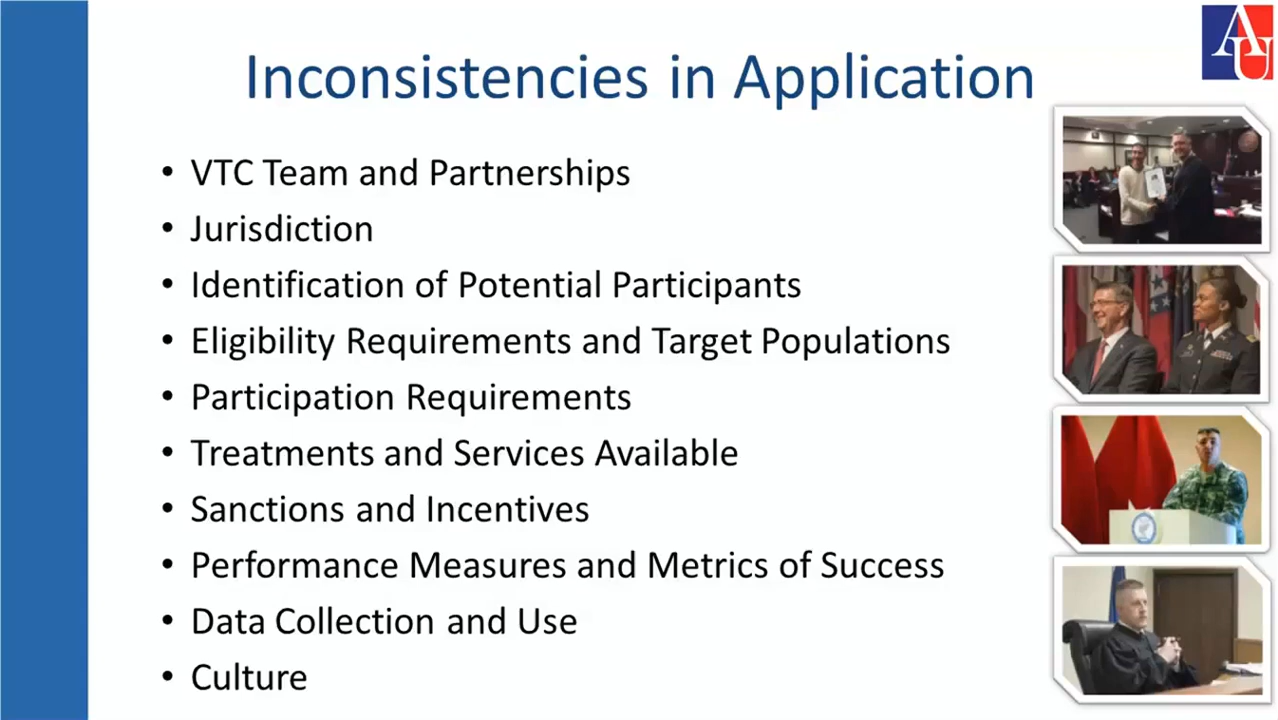 AU
Inconsistencies in Application
• VTC Team and Partnerships
• Jurisdiction
• Identification of Potential Participants
• Eligibility Requirements and Target Populations
• Participation Requirements
• Treatments and Services Available
• Sanctions and Incentives
• Performance Measures and Metrics of Success
• Data Collection and Use
• Culture